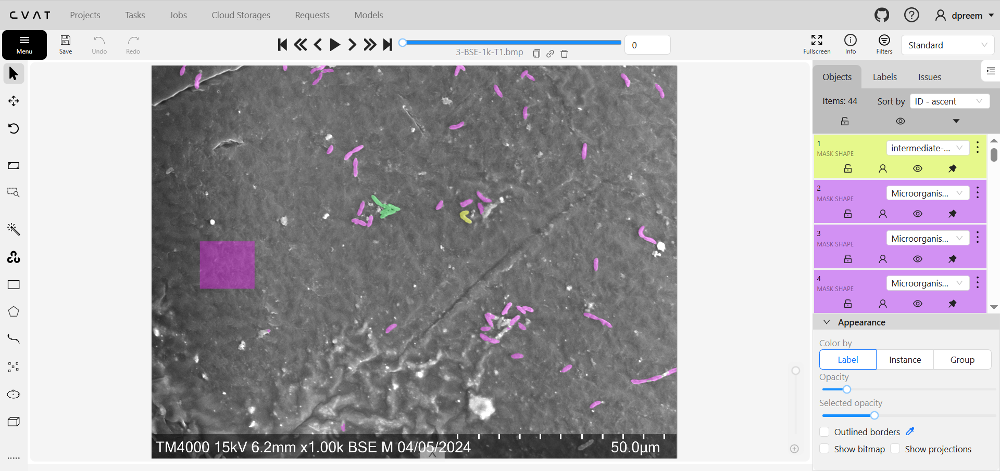 CVAT Projects Tasks Jobs Cloud Storages Requests Models dpreem
Menu Save Undo Redo 3-BSE-1k-T1.bmp 0 Fullscreen Info Filters Standard
Objects Labels Issues
Items: 44 Sort by ID - ascent
1 intermediate-...
MASK SHAPE
2 Microorganis...
MASK SHAPE
3 Microorganis...
MASK SHAPE
4 Microorganis...
MASK SHAPE
Appearance
Color by
Label Instance Group
Opacity
Selected opacity
Outlined borders
Show bitmap Show projections
TM4000 15kV 6.2mm x1.00k BSE M 04/05/2024 50.0µm